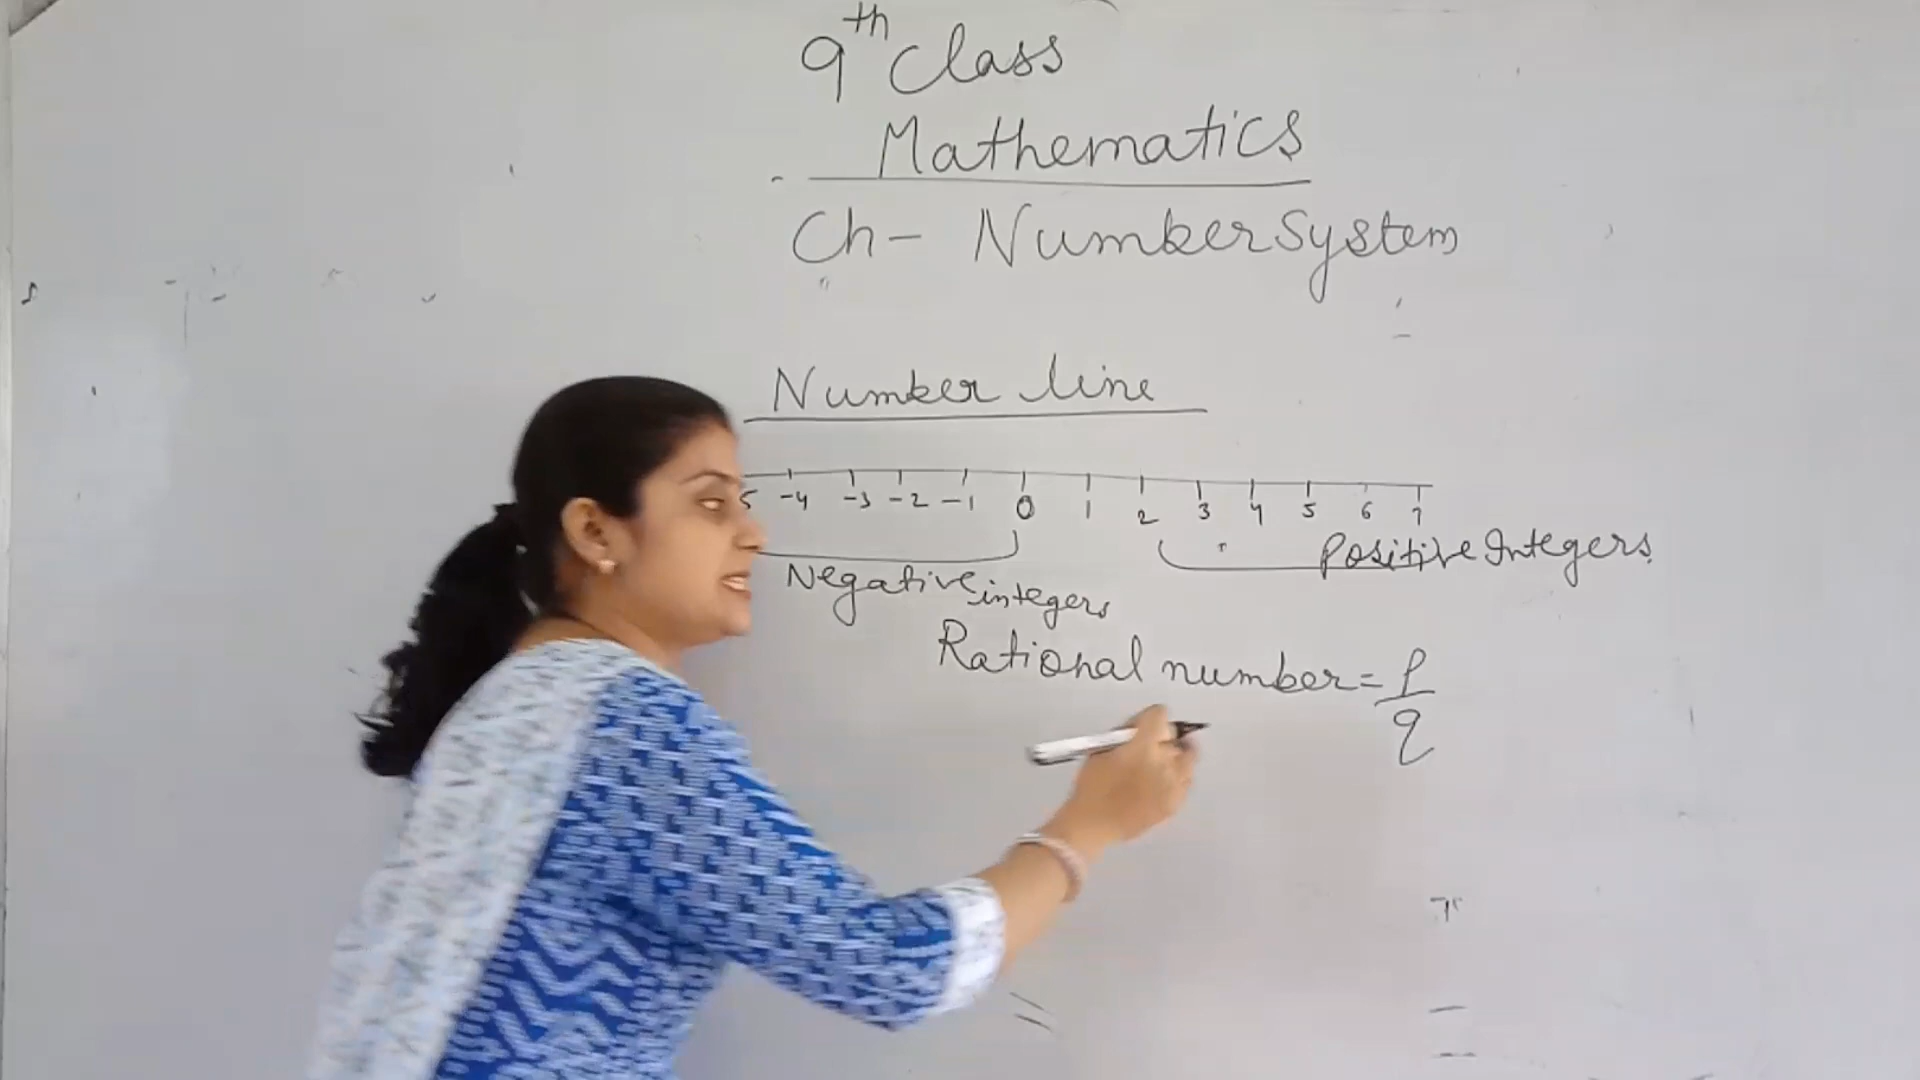 9th Class
Mathematics
Ch- Number System
Number line
5 -4 -3 -2 -1 0 1 2 3 4 5 6 7
Positive Integers
Negative integers
Rational number = p/q